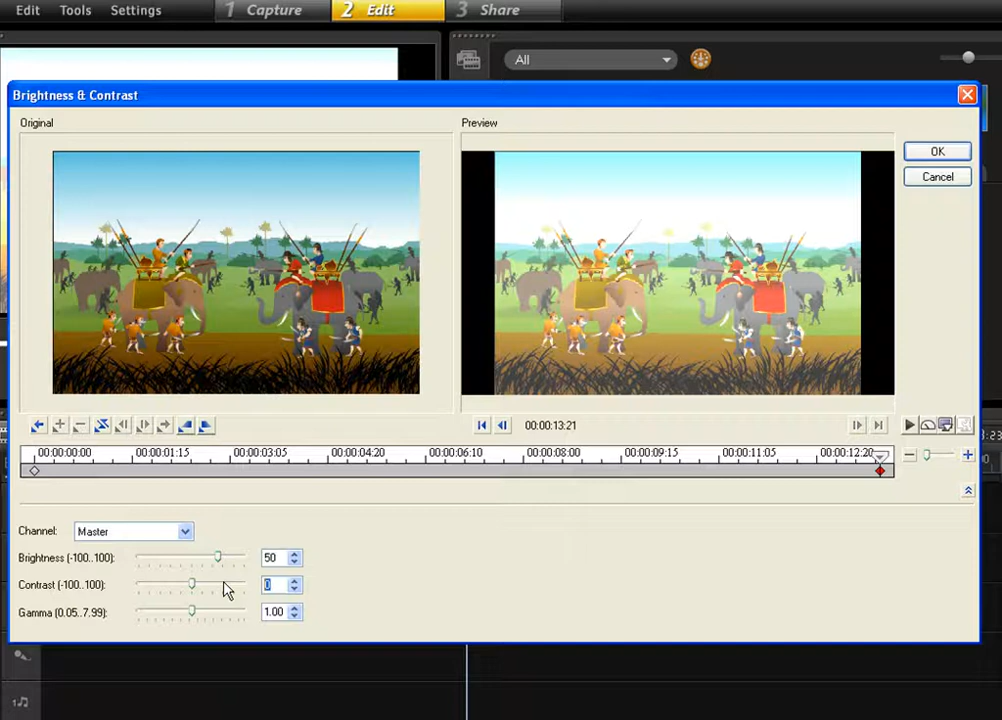 Edit Tools Settings 1 Capture 2 Edit 3 Share
All
Brightness & Contrast
Original Preview
OK
Cancel
00:00:13:21
00:00:00:00 00:00:01:15 00:00:03:05 00:00:04:20 00:00:06:10 00:00:08:00 00:00:09:15 00:00:11:05 00:00:12:20
Channel: Master
Brightness (-100..100): 50
Contrast (-100..100): 0
Gamma (0.05..7.99): 1.00